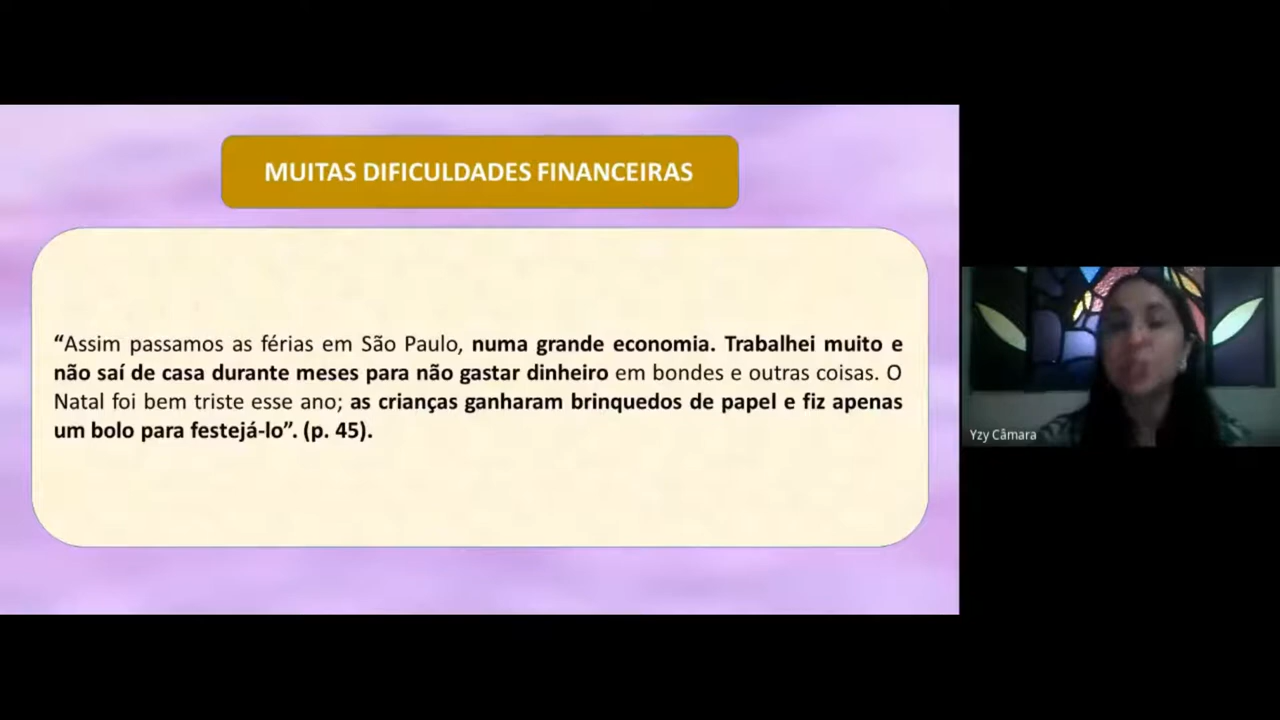 MUITAS DIFICULDADES FINANCEIRAS
“Assim passamos as férias em São Paulo, numa grande economia. Trabalhei muito e
não saí de casa durante meses para não gastar dinheiro em bondes e outras coisas. O
Natal foi bem triste esse ano; as crianças ganharam brinquedos de papel e fiz apenas
um bolo para festejá-lo”. (p. 45).
Yzy Câmara